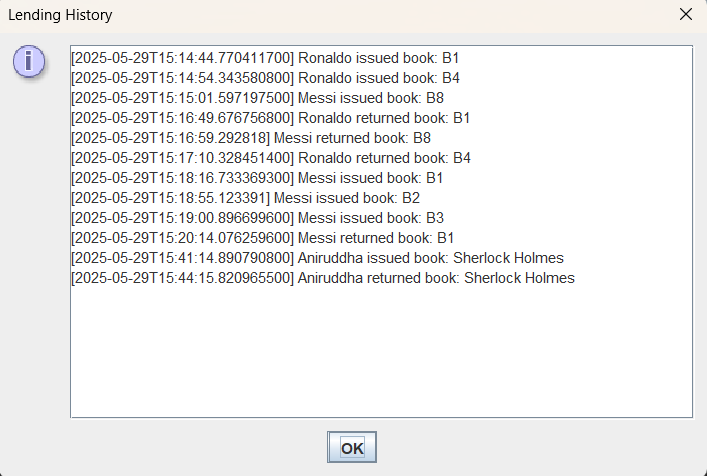 Lending History
[2025-05-29T15:14:44.770411700] Ronaldo issued book: B1
[2025-05-29T15:14:54.343580800] Ronaldo issued book: B4
[2025-05-29T15:15:01.597197500] Messi issued book: B8
[2025-05-29T15:16:49.676756800] Ronaldo returned book: B1
[2025-05-29T15:16:59.292818] Messi returned book: B8
[2025-05-29T15:17:10.328451400] Ronaldo returned book: B4
[2025-05-29T15:18:16.733369300] Messi issued book: B1
[2025-05-29T15:18:55.123391] Messi issued book: B2
[2025-05-29T15:19:00.896699600] Messi issued book: B3
[2025-05-29T15:20:14.076259600] Messi returned book: B1
[2025-05-29T15:41:14.890790800] Aniruddha issued book: Sherlock Holmes
[2025-05-29T15:44:15.820965500] Aniruddha returned book: Sherlock Holmes
OK